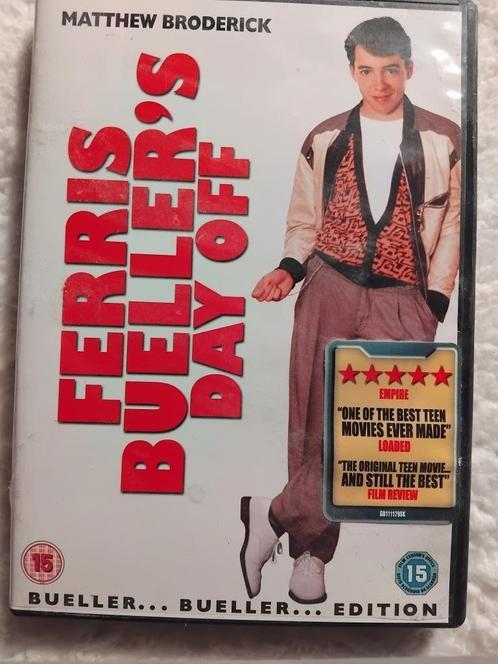 MATTHEW BRODERICK
FERRIS
BUELLER'S
DAY OFF
EMPIRE
"ONE OF THE BEST TEEN
MOVIES EVER MADE"
LOADED
"THE ORIGINAL TEEN MOVIE...
AND STILL THE BEST"
FILM REVIEW
GB111179SK
15
15
BUELLER... BUELLER... EDITION